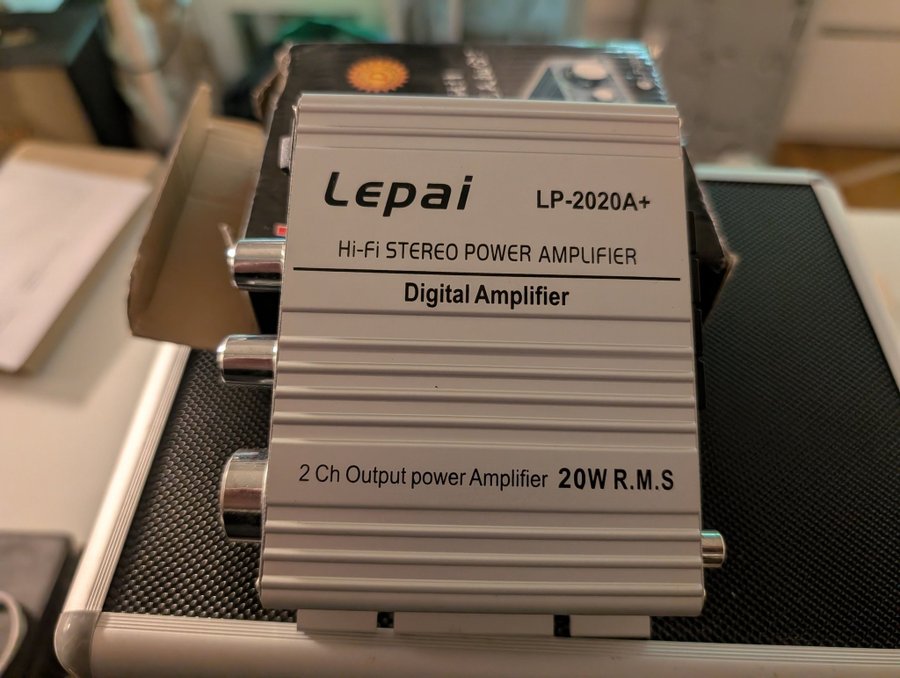 Lepai
LP-2020A+
Hi-Fi STEREO POWER AMPLIFIER
Digital Amplifier
2 Ch Output power Amplifier 20W R.M.S